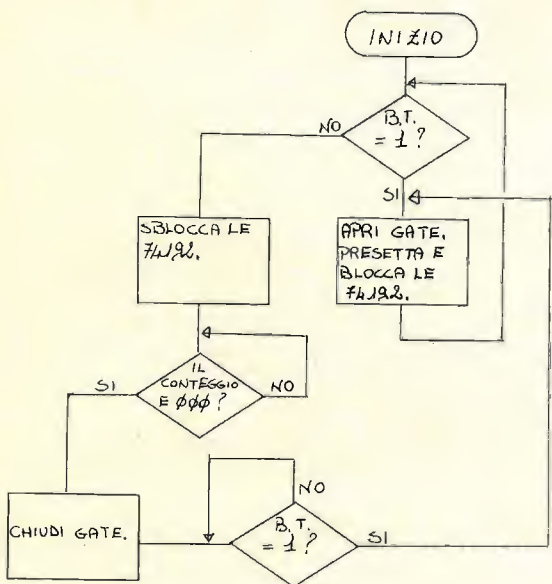 INIZIO
B.T.
= 1 ?
NO
SI
SBLOCCA LE
74192.
APRI GATE.
PRESETTA E
BLOCCA LE
74192.
IL
CONTEGGIO
E ØØØ ?
SI
NO
CHIUDI GATE.
NO
B.T.
= 1 ?
SI